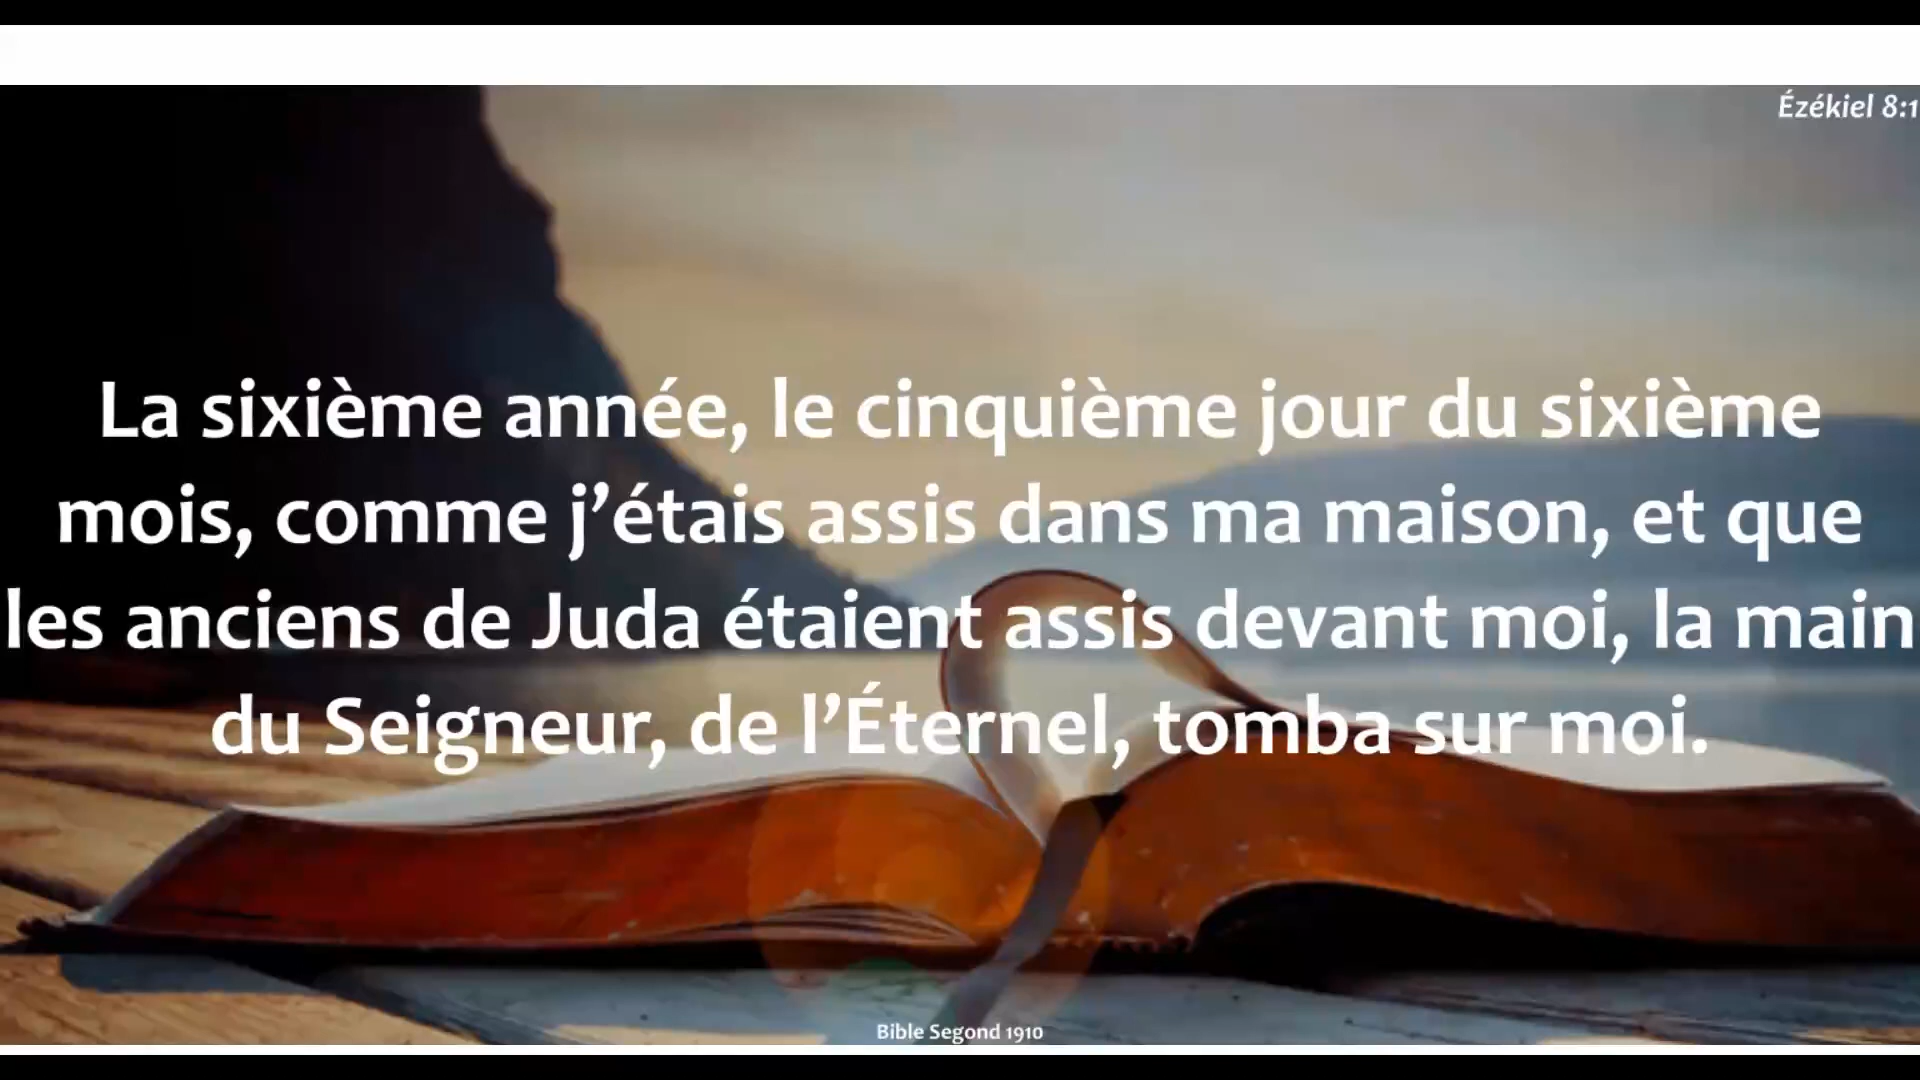 Ézékiel 8:1
La sixième année, le cinquième jour du sixième
mois, comme j’étais assis dans ma maison, et que
les anciens de Juda étaient assis devant moi, la main
du Seigneur, de l’Éternel, tomba sur moi.
Bible Segond 1910